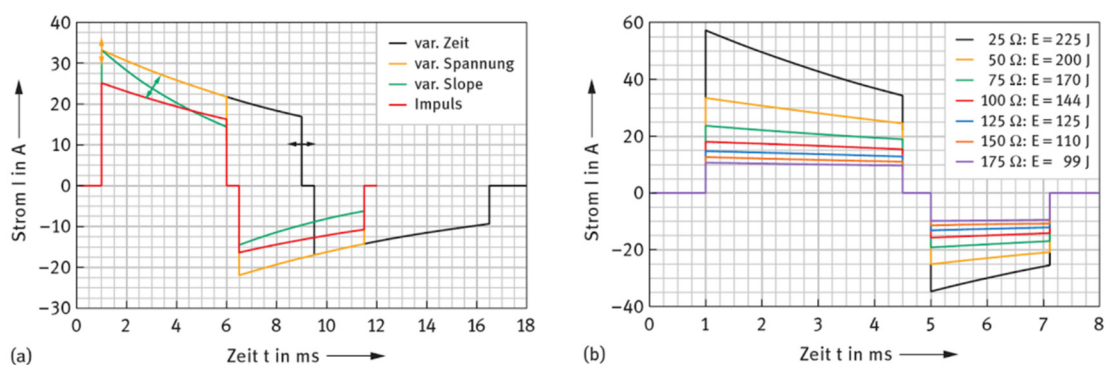 Strom I in A
40
30
20
10
0
−10
−20
−30
var. Zeit
var. Spannung
var. Slope
Impuls
0 2 4 6 8 10 12 14 16 18
(a)
Zeit t in ms
Strom I in A
60
40
20
0
−20
−40
25 Ω: E = 225 J
50 Ω: E = 200 J
75 Ω: E = 170 J
100 Ω: E = 144 J
125 Ω: E = 125 J
150 Ω: E = 110 J
175 Ω: E = 99 J
0 1 2 3 4 5 6 7 8
(b)
Zeit t in ms